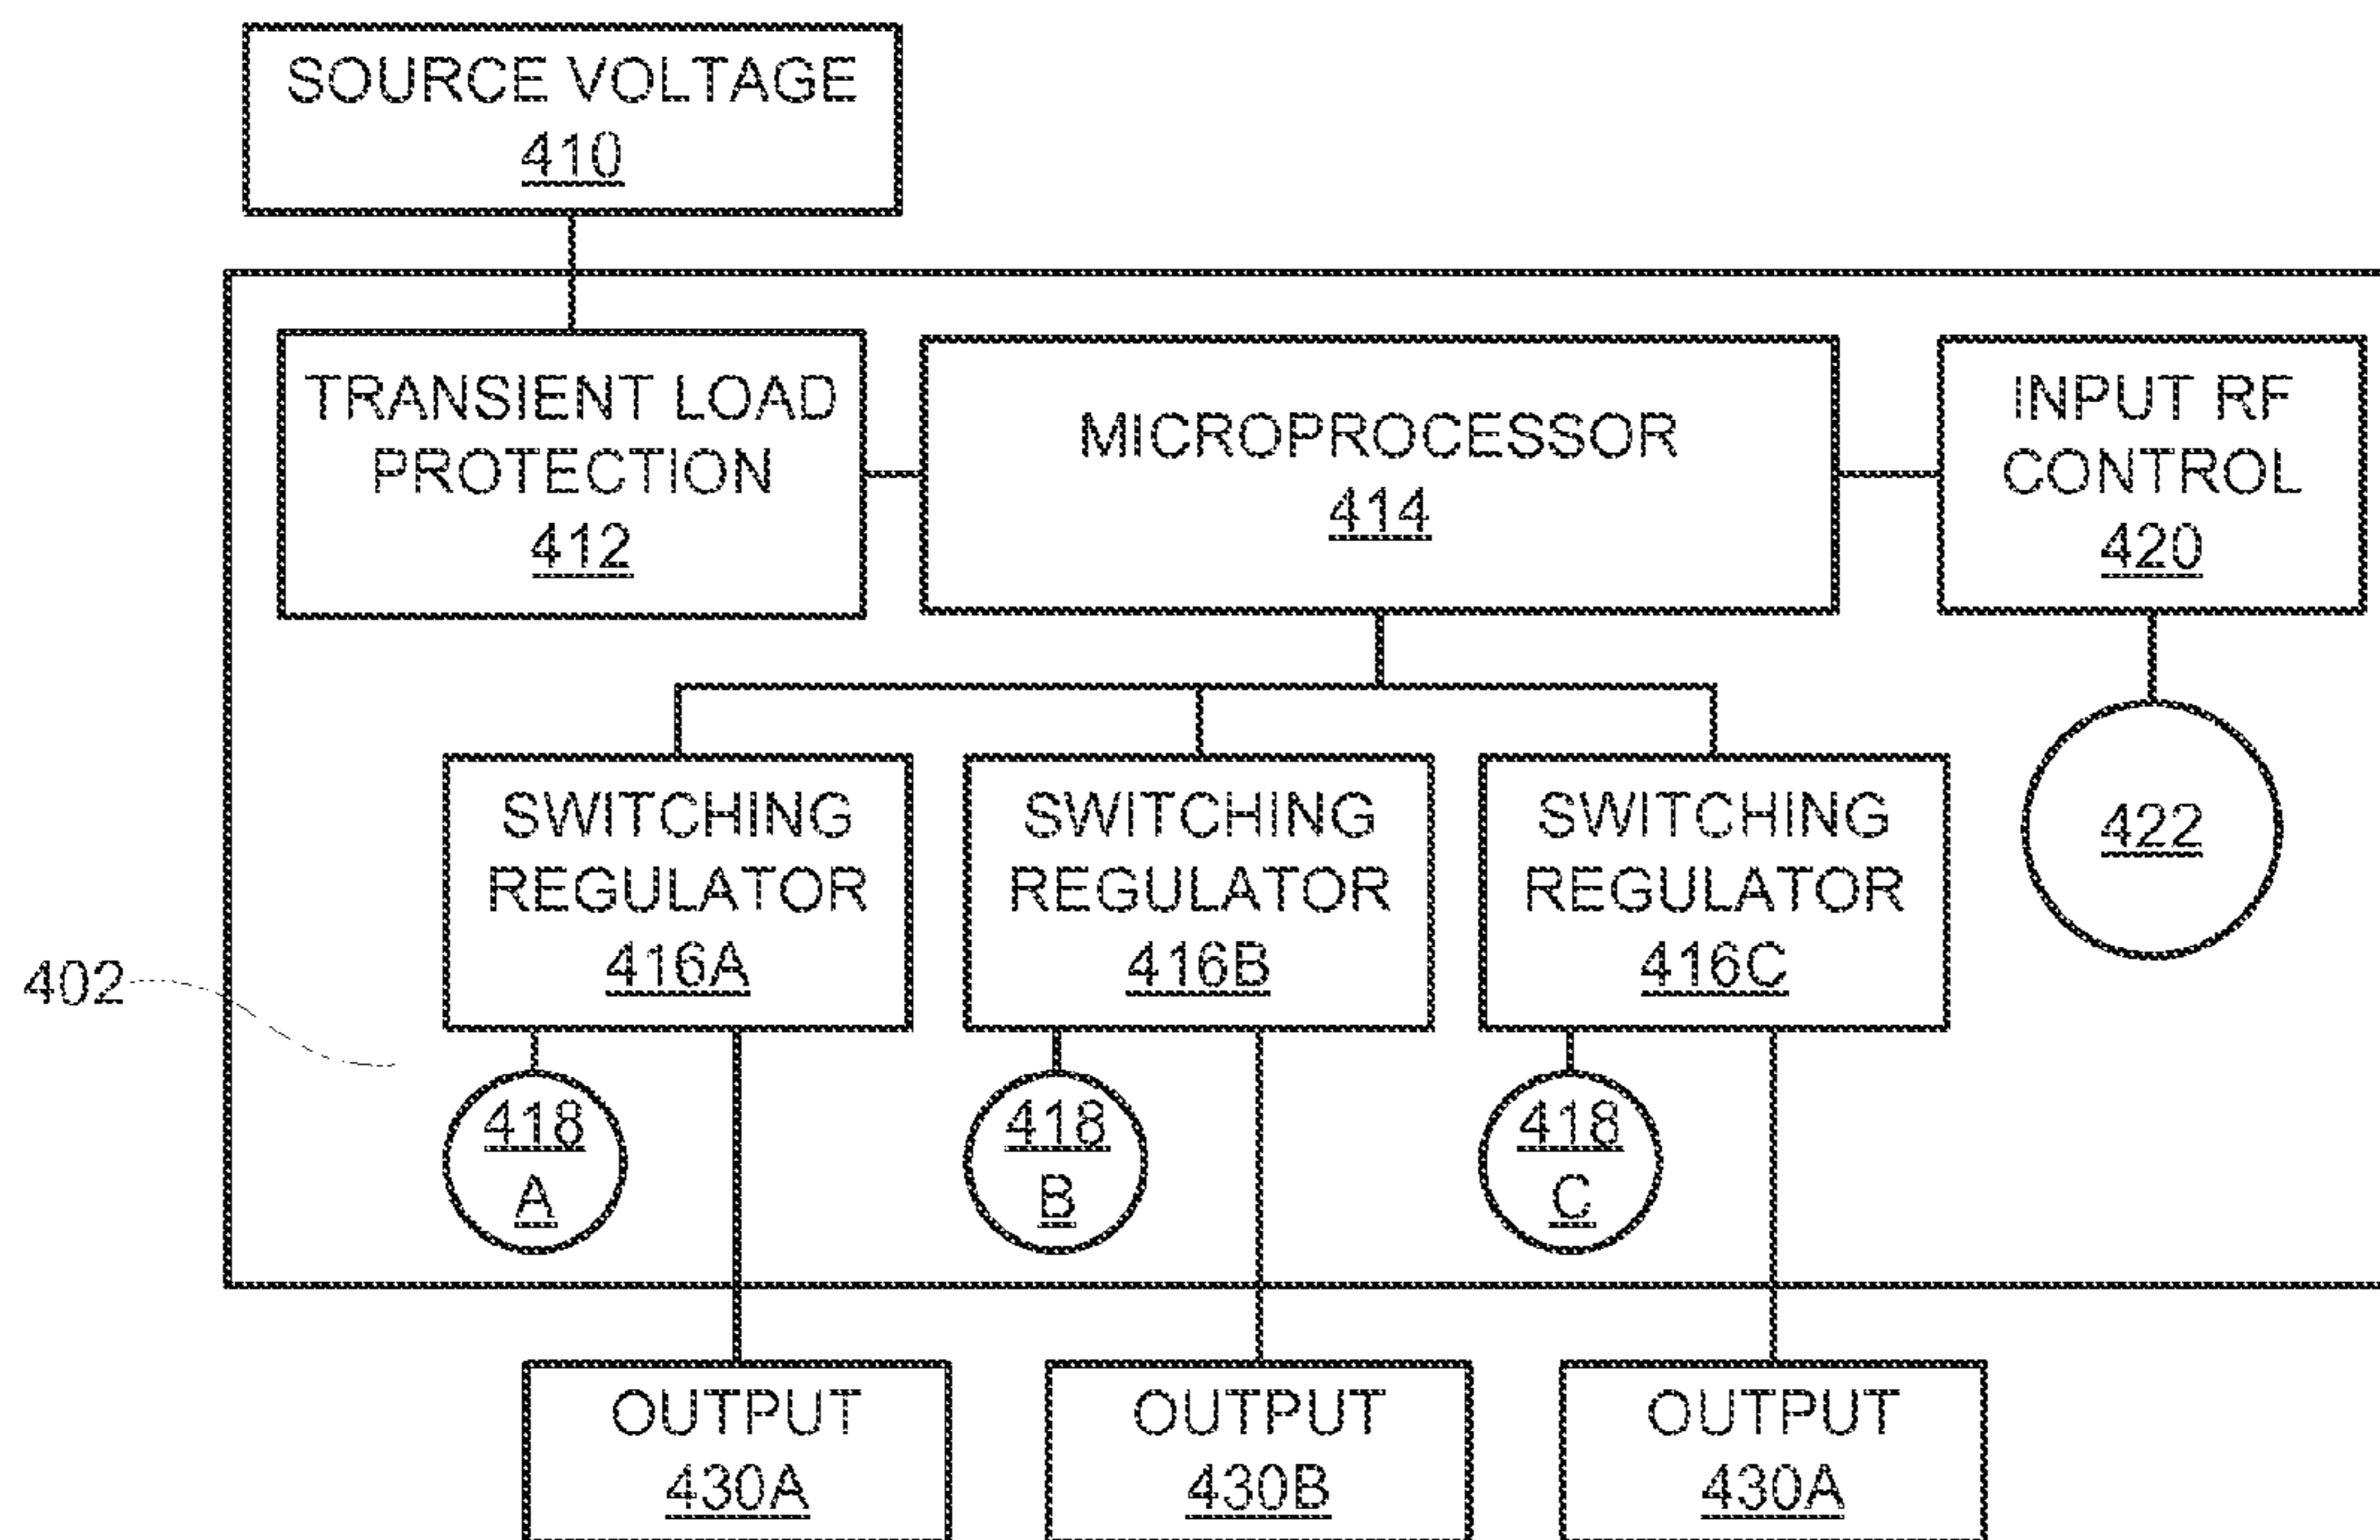 SOURCE VOLTAGE
410
TRANSIENT LOAD
PROTECTION
412
MICROPROCESSOR
414
INPUT RF
CONTROL
420
SWITCHING
REGULATOR
416A
SWITCHING
REGULATOR
416B
SWITCHING
REGULATOR
416C
422
402
418
A
418
B
418
C
OUTPUT
430A
OUTPUT
430B
OUTPUT
430A